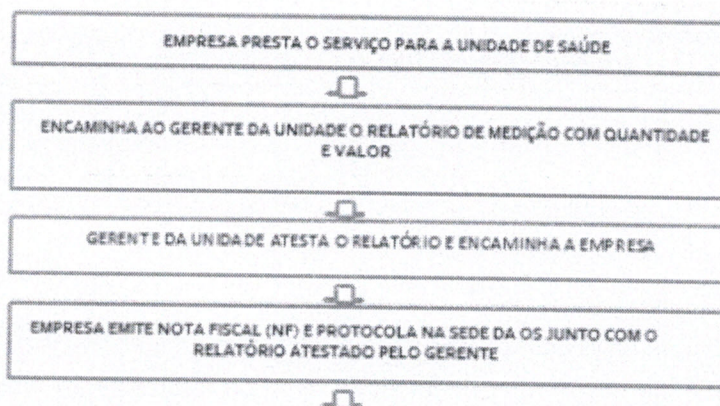 EMPRESA PRESTA O SERVIÇO PARA A UNIDADE DE SAÚDE
ENCAMINHA AO GERENTE DA UNIDADE O RELATÓRIO DE MEDIÇÃO COM QUANTIDADE
E VALOR
GERENTE DA UNIDADE ATESTA O RELATÓRIO E ENCAMINHA A EMPRESA
EMPRESA EMITE NOTA FISCAL (NF) E PROTOCOLA NA SEDE DA OS JUNTO COM O
RELATÓRIO ATESTADO PELO GERENTE